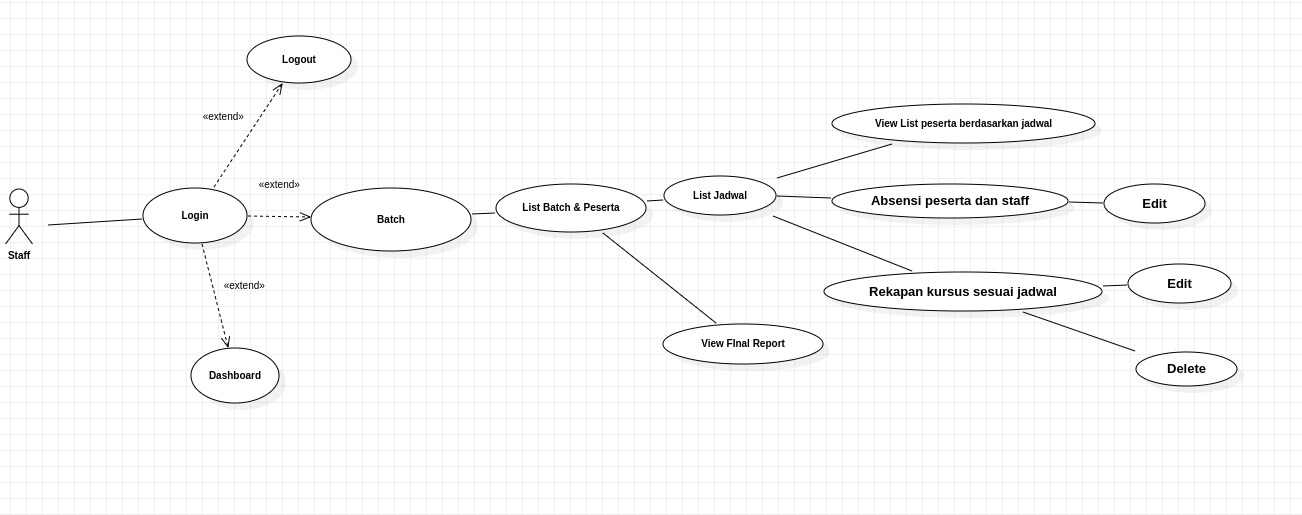 Logout
«extend»
View List peserta berdasarkan jadwal
«extend»
List Jadwal
Absensi peserta dan staff
Edit
Login
Batch
List Batch & Peserta
Staff
«extend»
Rekapan kursus sesuai jadwal
Edit
View FInal Report
Dashboard
Delete